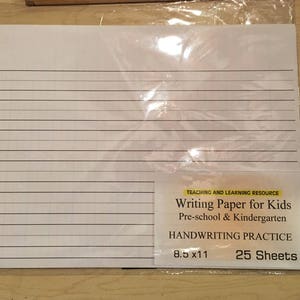 TEACHING AND LEARNING RESOURCE
Writing Paper for Kids
Pre-school & Kindergarten
HANDWRITING PRACTICE
8.5 x11 25 Sheets